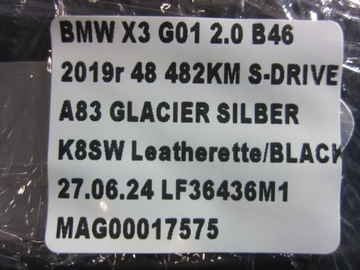 BMW X3 G01 2.0 B46
2019r 48 482KM S-DRIVE
A83 GLACIER SILBER
K8SW Leatherette/BLACK
27.06.24 LF36436M1
MAG00017575